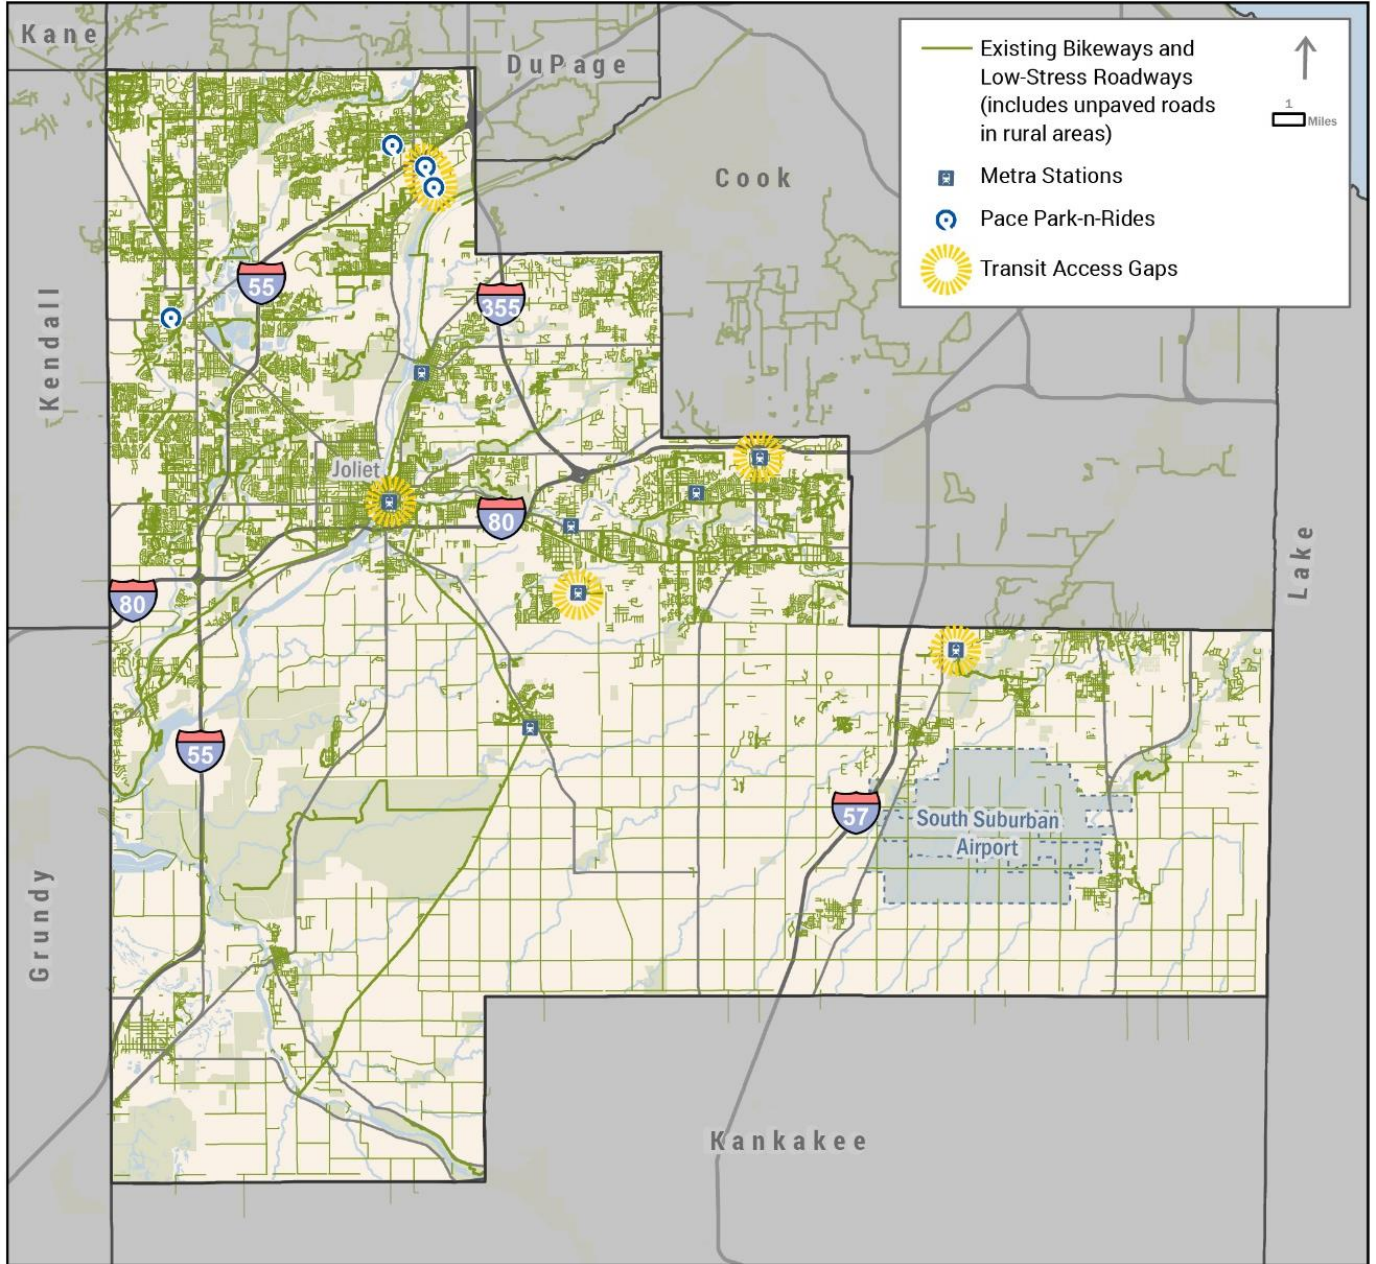 Kane
DuPage
Existing Bikeways and
Low-Stress Roadways
(includes unpaved roads
in rural areas)
1
Miles
Metra Stations
Pace Park-n-Rides
Transit Access Gaps
Cook
Kendall
55
355
Joliet
80
80
Lake
55
57
South Suburban
Airport
Grundy
Kankakee